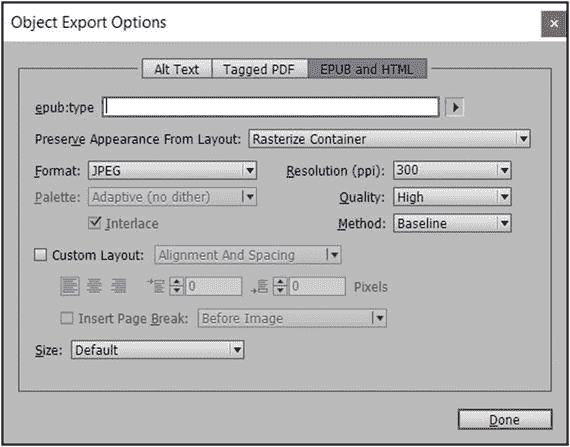 Object Export Options
Alt Text Tagged PDF EPUB and HTML
epub:type
Preserve Appearance From Layout: Rasterize Container
Format: JPEG Resolution (ppi): 300
Palette: Adaptive (no dither) Quality: High
Interlace Method: Baseline
Custom Layout: Alignment And Spacing
0 0 Pixels
Insert Page Break: Before Image
Size: Default
Done